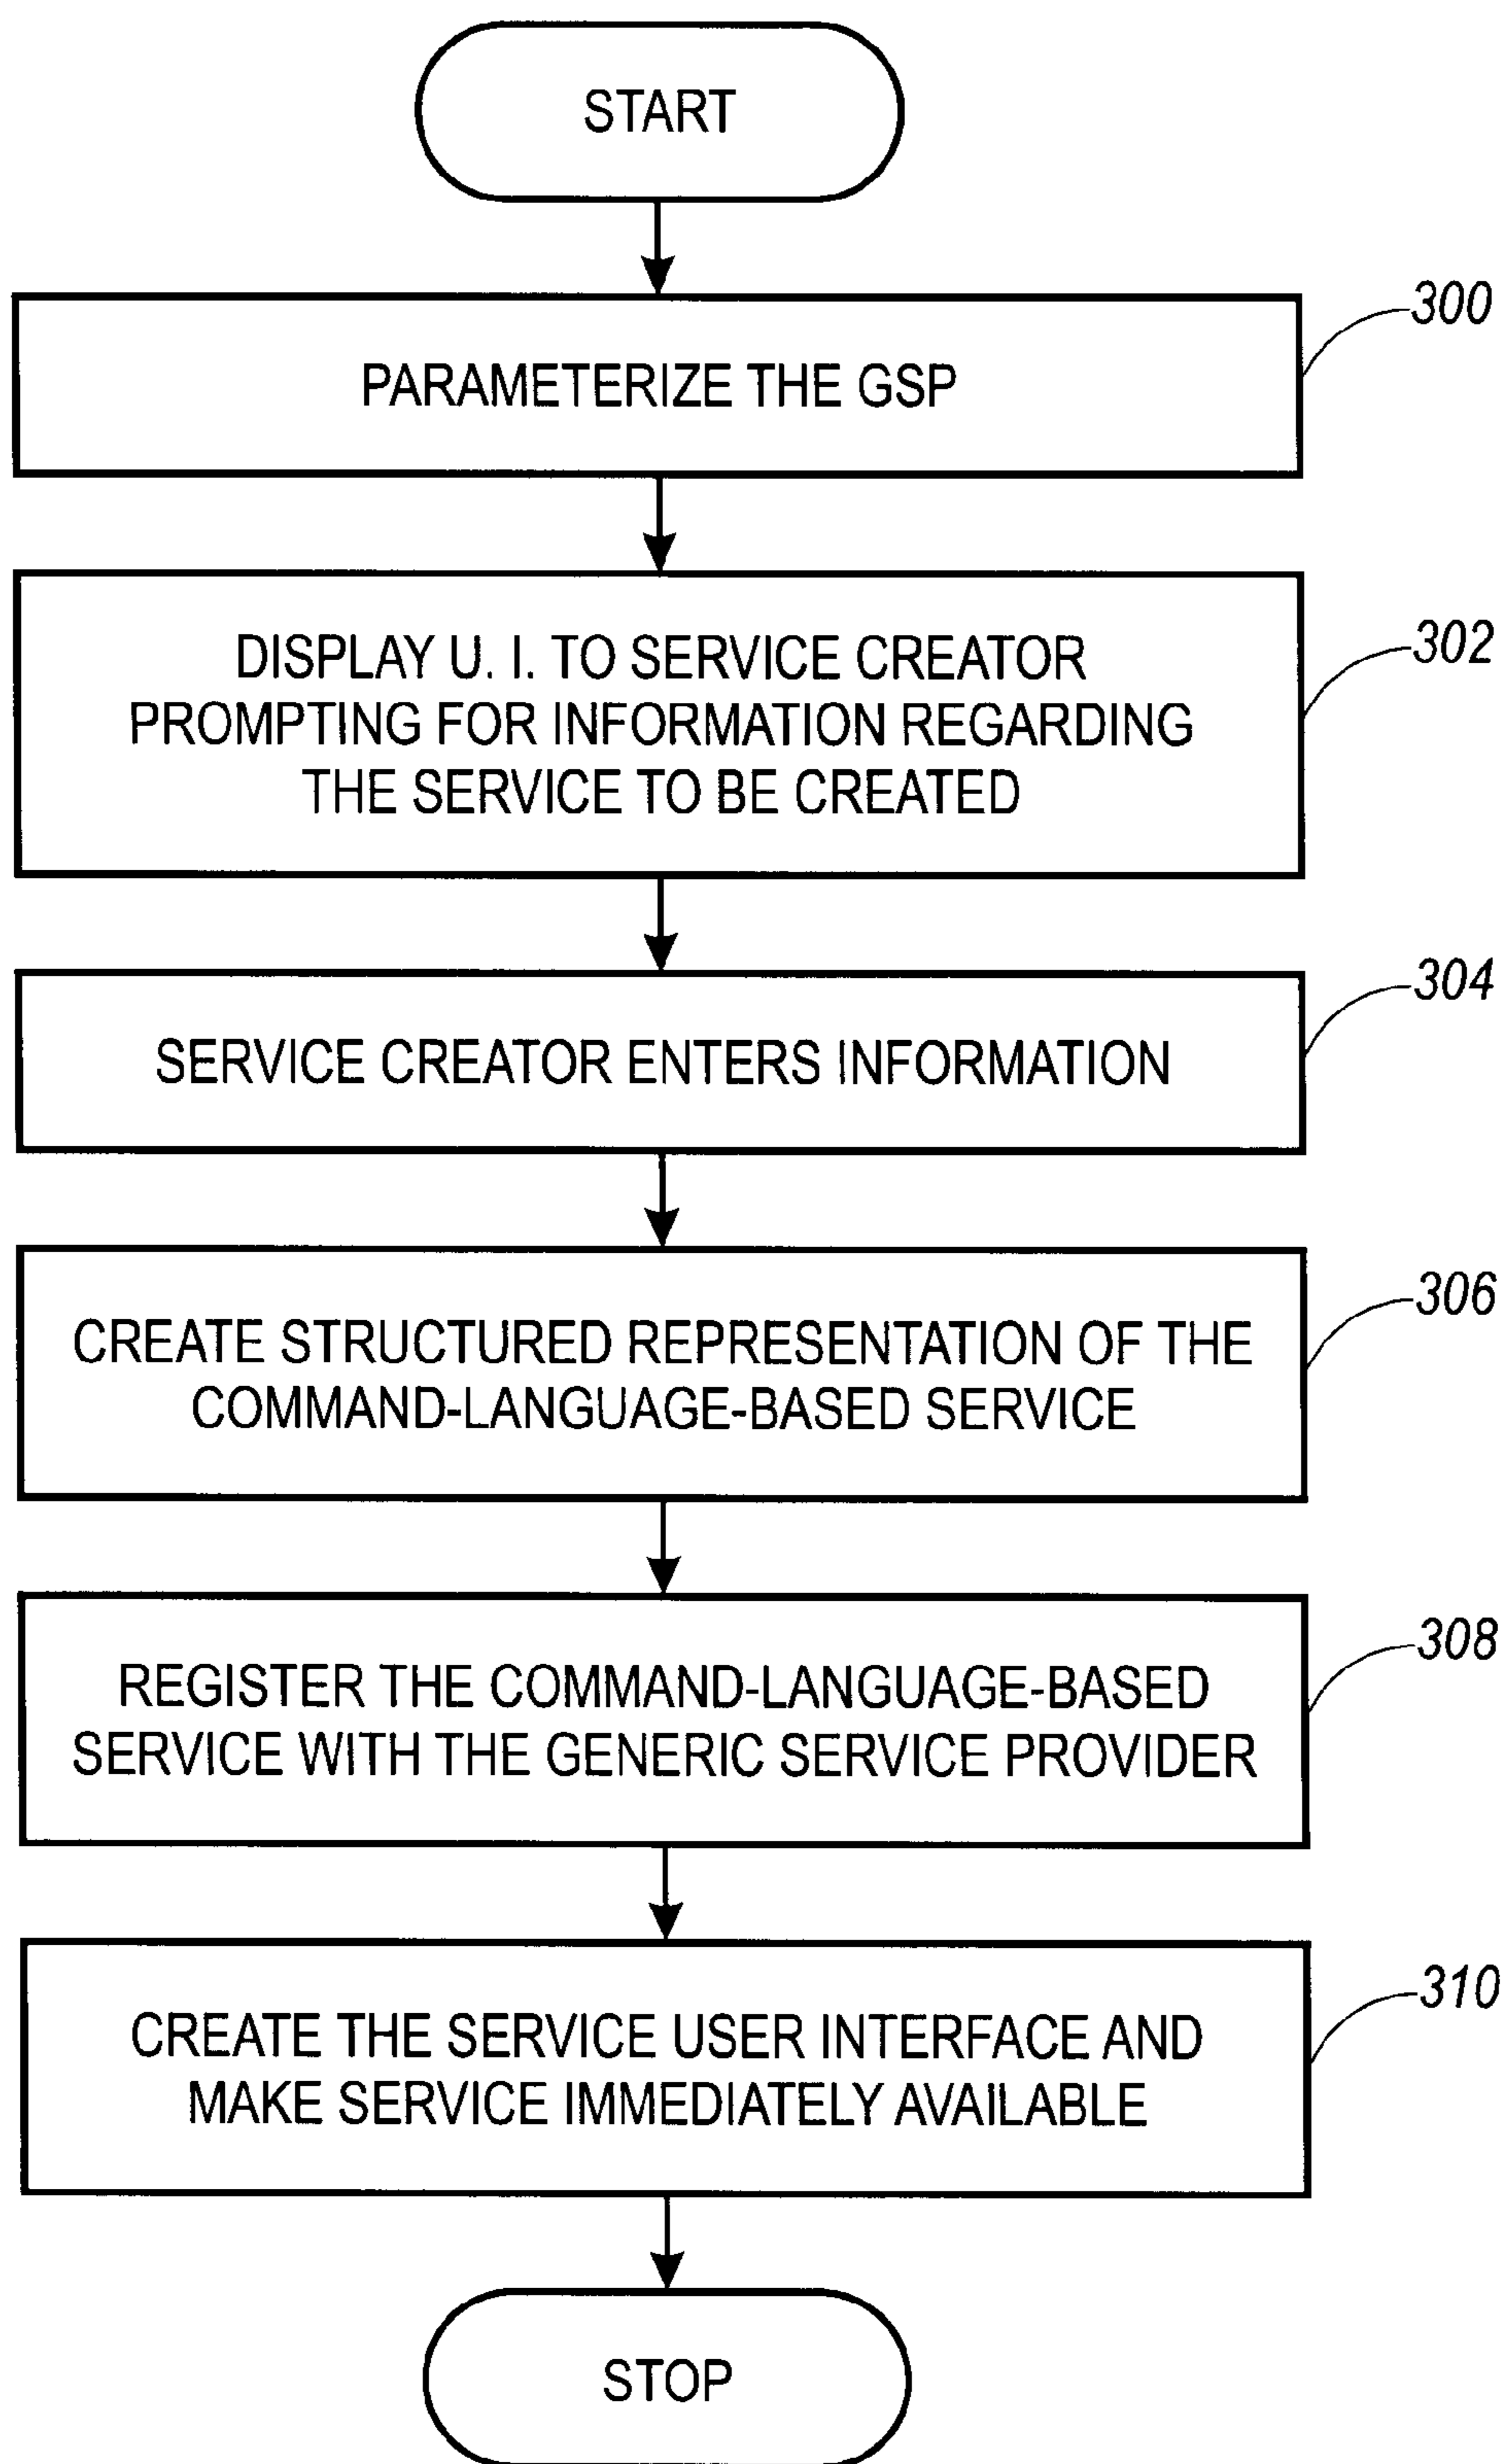 START
300
PARAMETERIZE THE GSP
302
DISPLAY U. I. TO SERVICE CREATOR
PROMPTING FOR INFORMATION REGARDING
THE SERVICE TO BE CREATED
304
SERVICE CREATOR ENTERS INFORMATION
306
CREATE STRUCTURED REPRESENTATION OF THE
COMMAND-LANGUAGE-BASED SERVICE
308
REGISTER THE COMMAND-LANGUAGE-BASED
SERVICE WITH THE GENERIC SERVICE PROVIDER
310
CREATE THE SERVICE USER INTERFACE AND
MAKE SERVICE IMMEDIATELY AVAILABLE
STOP